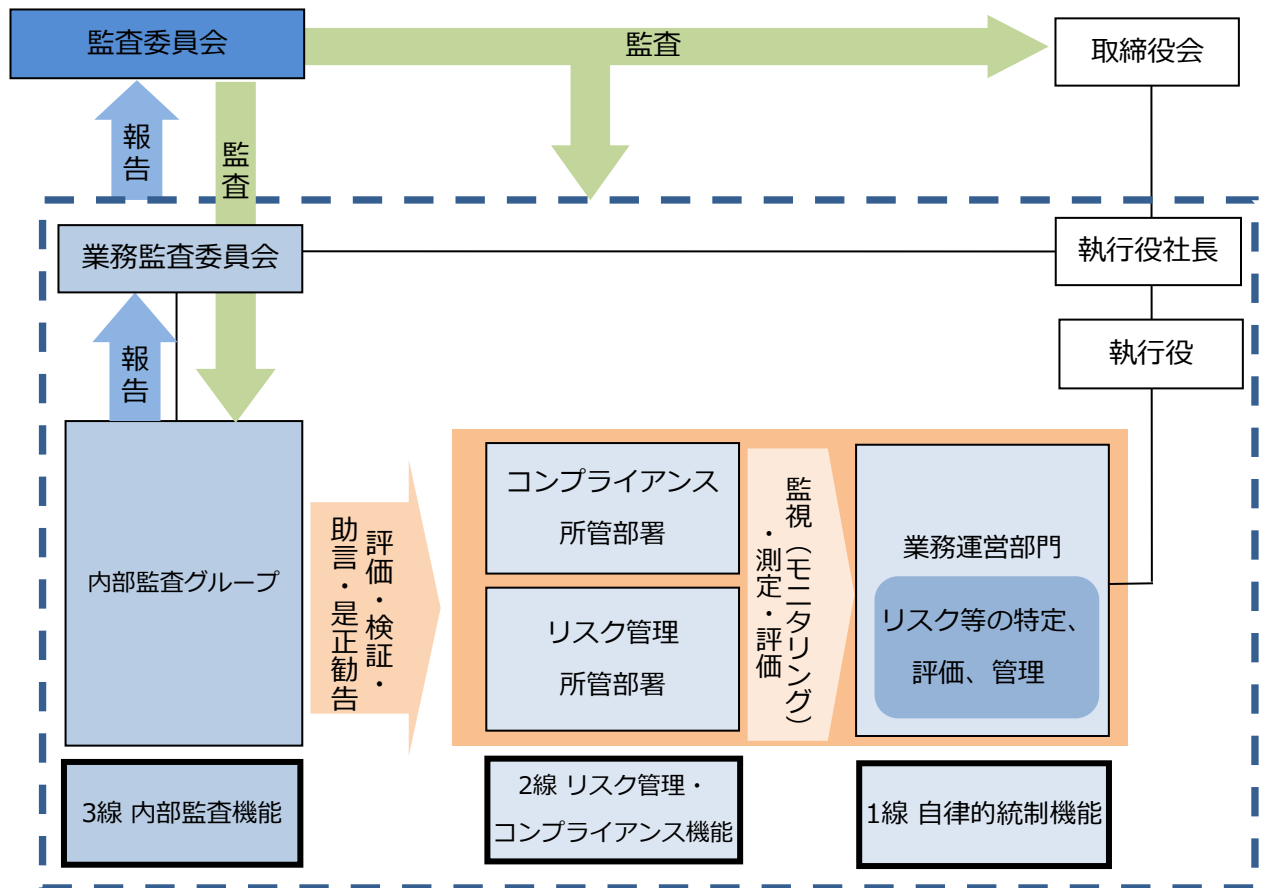 監査委員会
監査
取締役会
報告
監査
業務監査委員会
執行役社長
報告
執行役
内部監査グループ
評価・検証・
助言・是正勧告
コンプライアンス
所管部署
リスク管理
所管部署
監視（モニタリング）
・測定・評価
業務運営部門
リスク等の特定、
評価、管理
3線 内部監査機能
2線 リスク管理・
コンプライアンス機能
1線 自律的統制機能